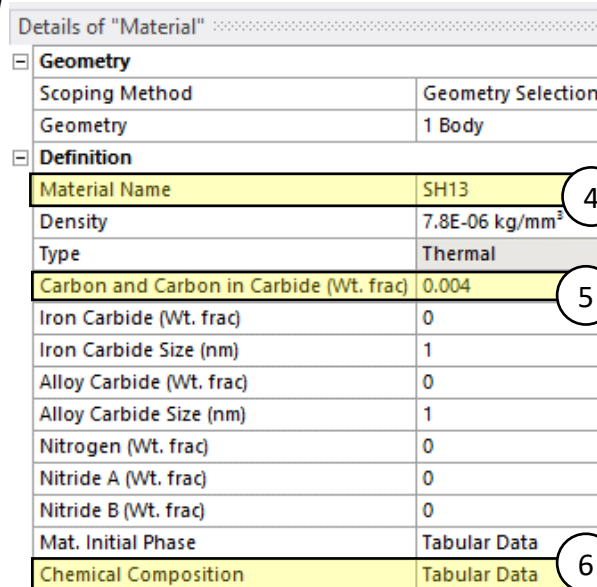 Details of "Material"
Geometry
Scoping Method Geometry Selection
Geometry 1 Body
Definition
Material Name SH13 4
Density 7.8E-06 kg/mm³
Type Thermal
Carbon and Carbon in Carbide (Wt. frac) 0.004 5
Iron Carbide (Wt. frac) 0
Iron Carbide Size (nm) 1
Alloy Carbide (Wt. frac) 0
Alloy Carbide Size (nm) 1
Nitrogen (Wt. frac) 0
Nitride A (Wt. frac) 0
Nitride B (Wt. frac) 0
Mat. Initial Phase Tabular Data
Chemical Composition Tabular Data 6